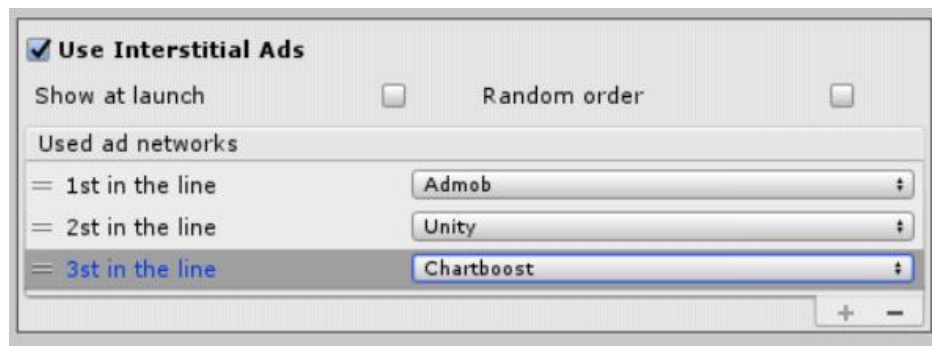 Use Interstitial Ads
Show at launch Random order
Used ad networks
1st in the line Admob
2st in the line Unity
3st in the line Chartboost
+ −